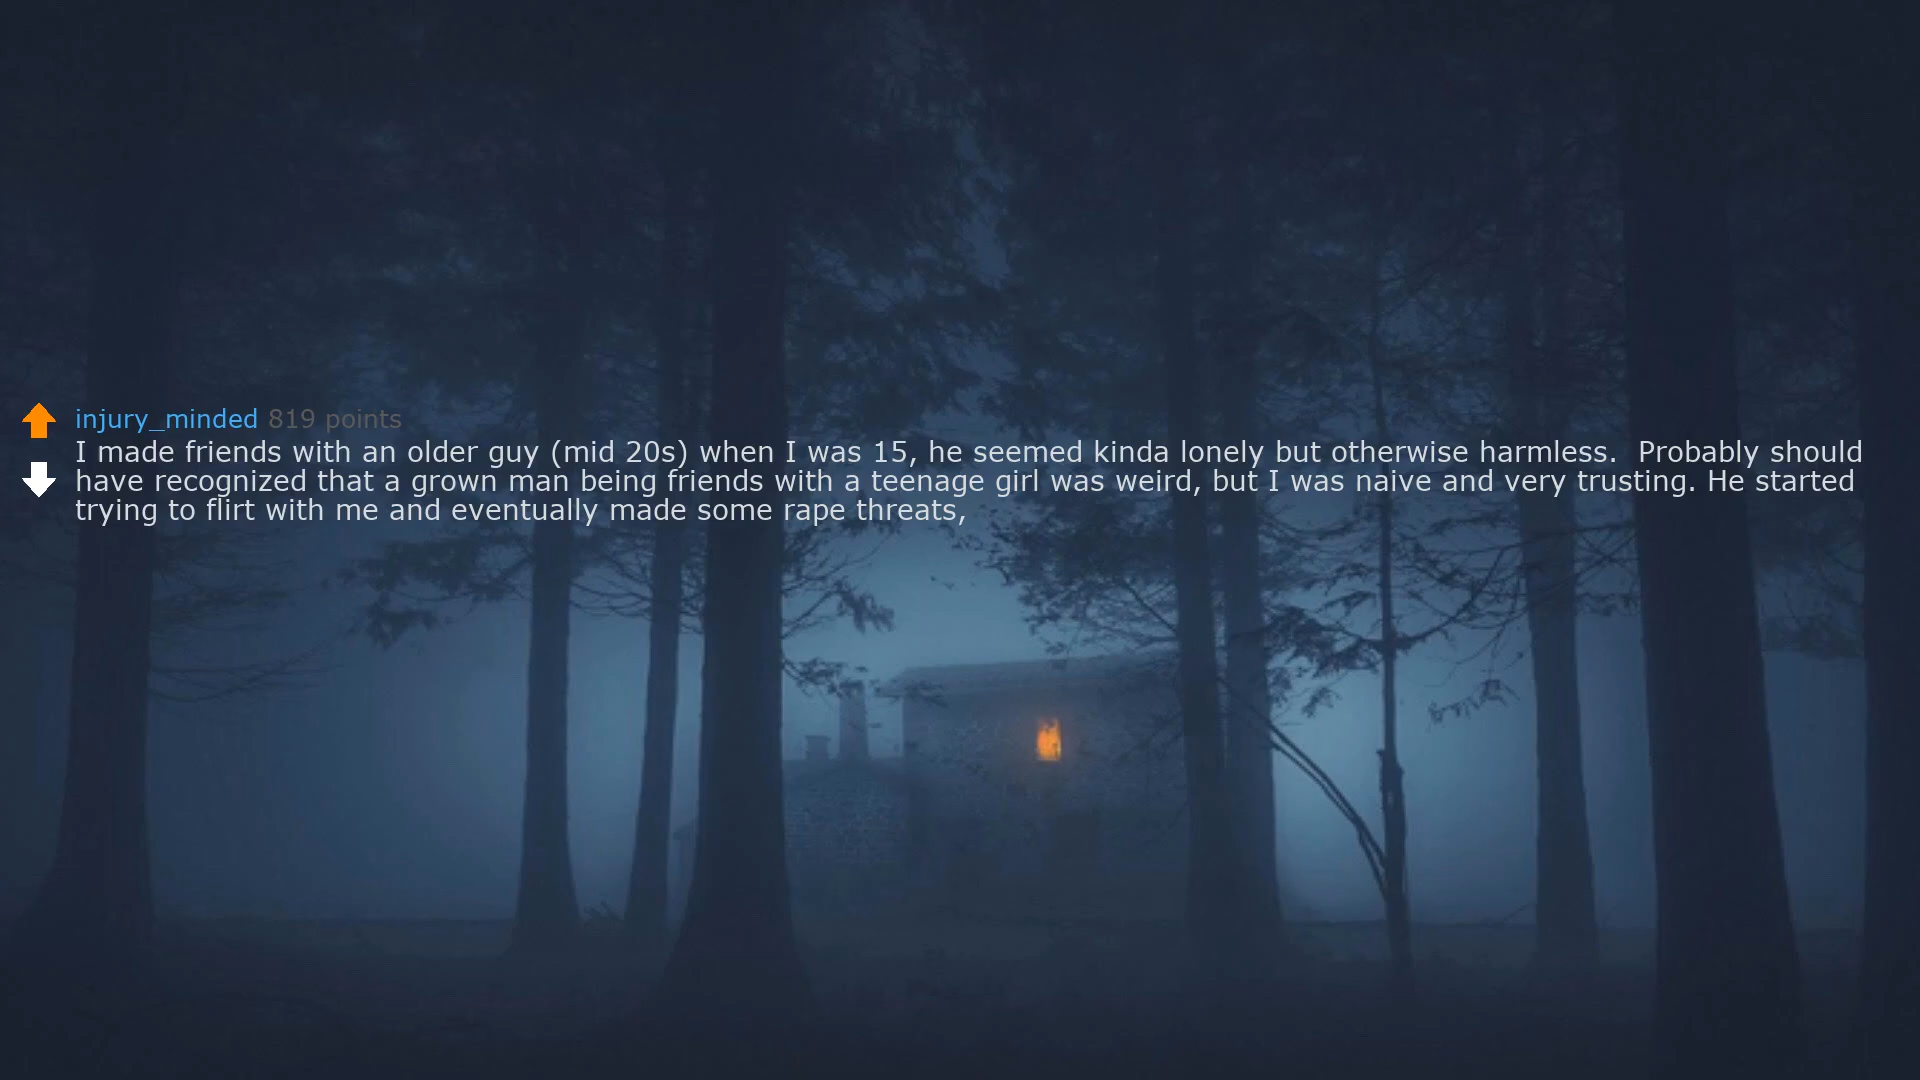 injury_minded 819 points
I made friends with an older guy (mid 20s) when I was 15, he seemed kinda lonely but otherwise harmless.  Probably should
have recognized that a grown man being friends with a teenage girl was weird, but I was naive and very trusting. He started
trying to flirt with me and eventually made some rape threats,